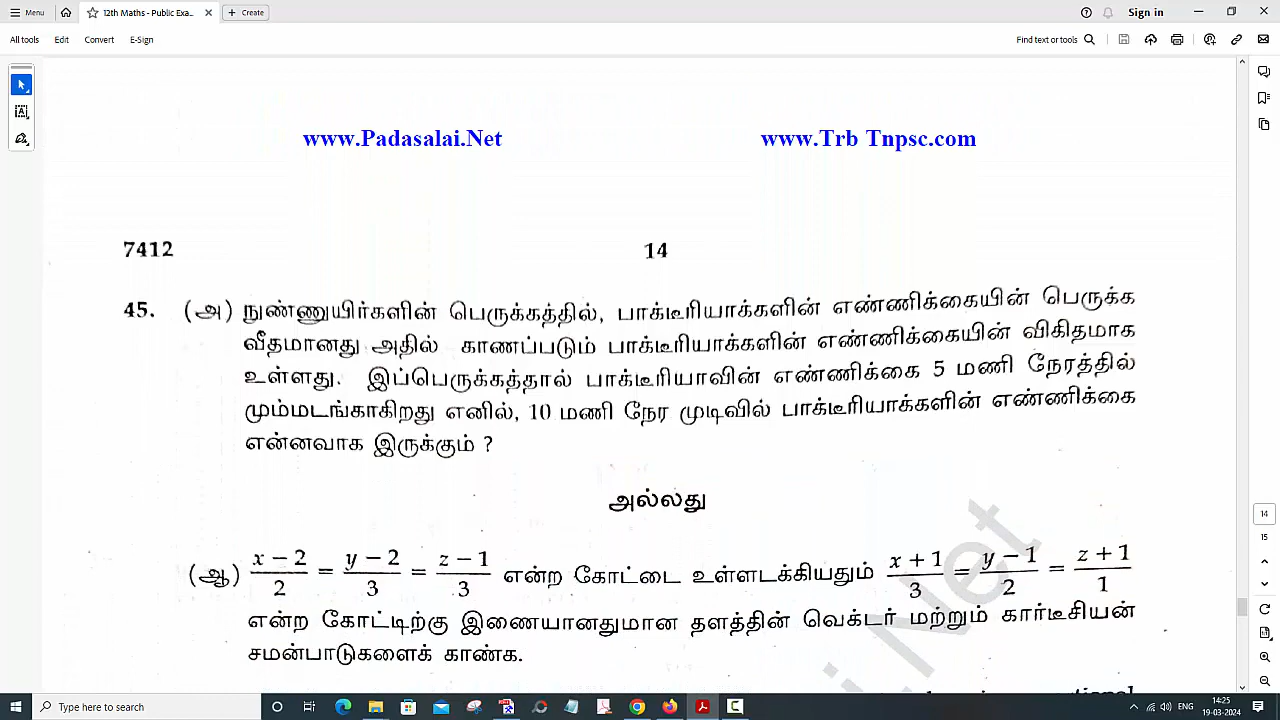 Menu
12th Maths - Public Exa...
Create
Sign in
All tools Edit Convert E-Sign
Find text or tools
www.Padasalai.Net www.Trb Tnpsc.com
7412 14
45. (அ) நுண்ணுயிர்களின் பெருக்கத்தில், பாக்டீரியாக்களின் எண்ணிக்கையின் பெருக்க
வீதமானது அதில் காணப்படும் பாக்டீரியாக்களின் எண்ணிக்கையின் விகிதமாக
உள்ளது. இப்பெருக்கத்தால் பாக்டீரியாவின் எண்ணிக்கை 5 மணி நேரத்தில்
மும்மடங்காகிறது எனில், 10 மணி நேர முடிவில் பாக்டீரியாக்களின் எண்ணிக்கை
என்னவாக இருக்கும் ?
அல்லது
(ஆ) x − 2 / 2 = y − 2 / 3 = z − 1 / 3 என்ற கோட்டை உள்ளடக்கியதும் x + 1 / 3 = y − 1 / 2 = z + 1 / 1
என்ற கோட்டிற்கு இணையானதுமான தளத்தின் வெக்டர் மற்றும் கார்டீசியன்
சமன்பாடுகளைக் காண்க.
14
15
Type here to search
ENG
14:25
19-03-2024